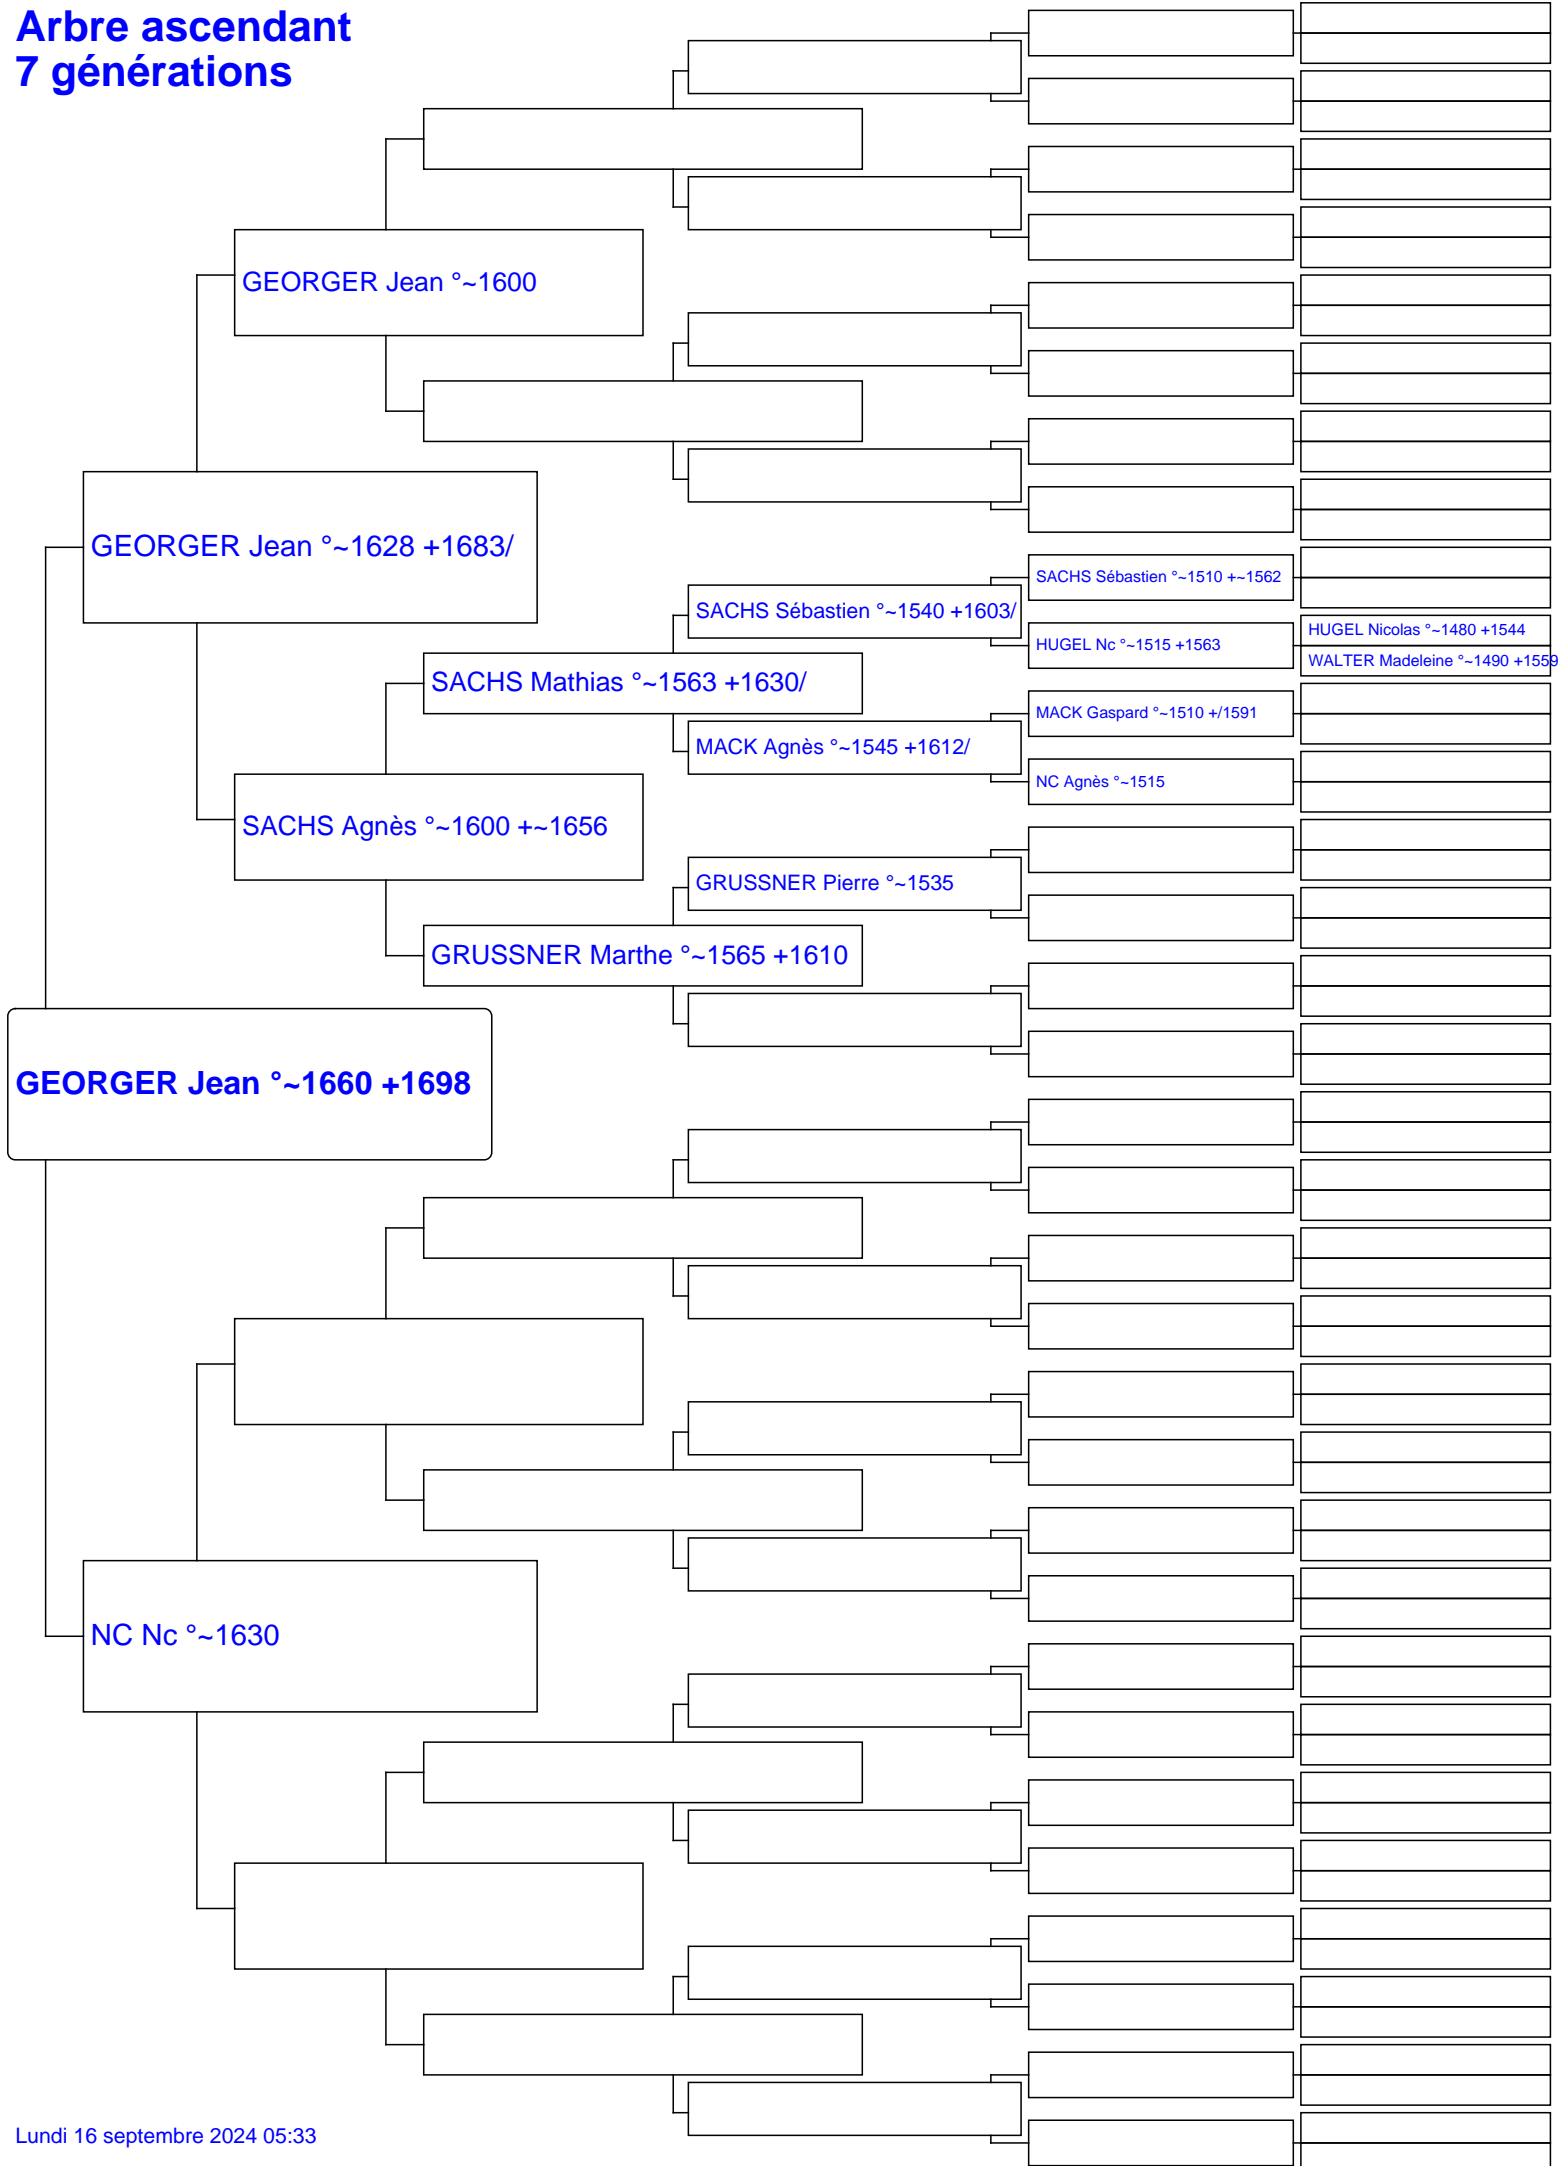 Arbre ascendant
7 générations
GEORGER Jean °~1600
GEORGER Jean °~1628 +1683/
SACHS Sébastien °~1510 +~1562
SACHS Sébastien °~1540 +1603/
HUGEL Nicolas °~1480 +1544
HUGEL Nc °~1515 +1563
WALTER Madeleine °~1490 +1559
SACHS Mathias °~1563 +1630/
MACK Gaspard °~1510 +/1591
MACK Agnès °~1545 +1612/
NC Agnès °~1515
SACHS Agnès °~1600 +~1656
GRUSSNER Pierre °~1535
GRUSSNER Marthe °~1565 +1610
GEORGER Jean °~1660 +1698
NC Nc °~1630
Lundi 16 septembre 2024 05:33